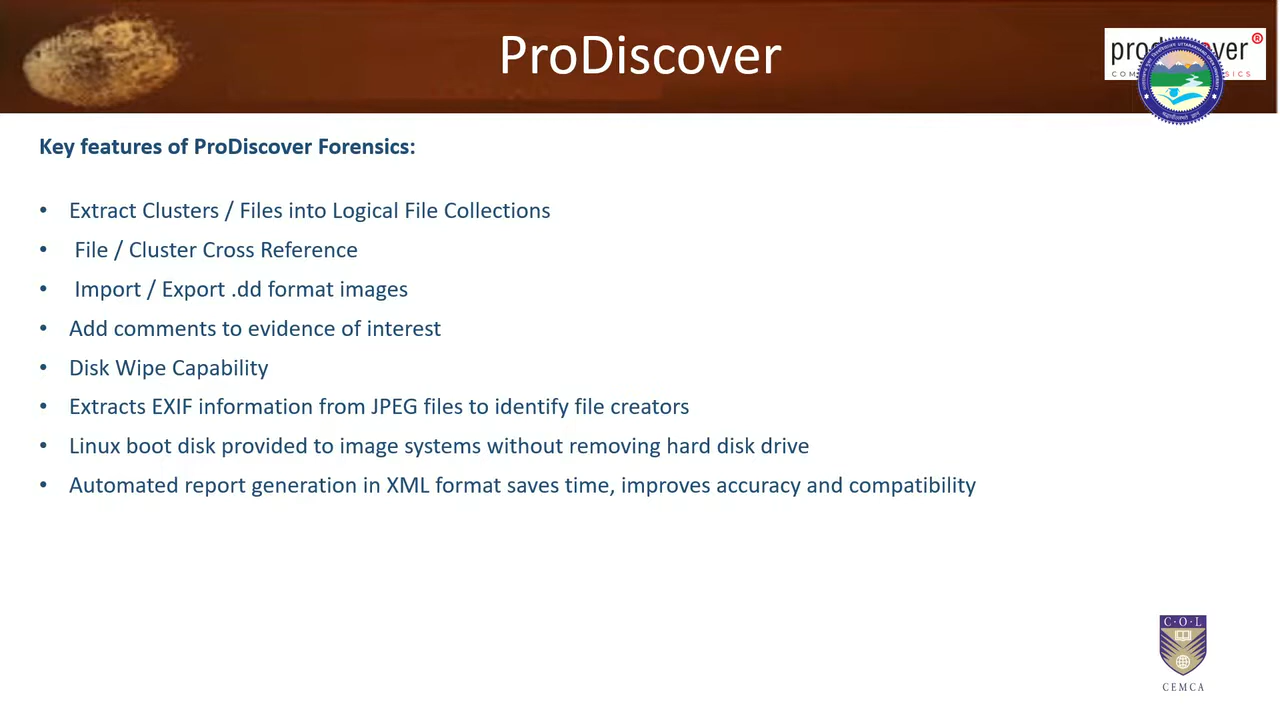 ProDiscover
Key features of ProDiscover Forensics:
• Extract Clusters / Files into Logical File Collections
• File / Cluster Cross Reference
• Import / Export .dd format images
• Add comments to evidence of interest
• Disk Wipe Capability
• Extracts EXIF information from JPEG files to identify file creators
• Linux boot disk provided to image systems without removing hard disk drive
• Automated report generation in XML format saves time, improves accuracy and compatibility
C·O·L
CEMCA